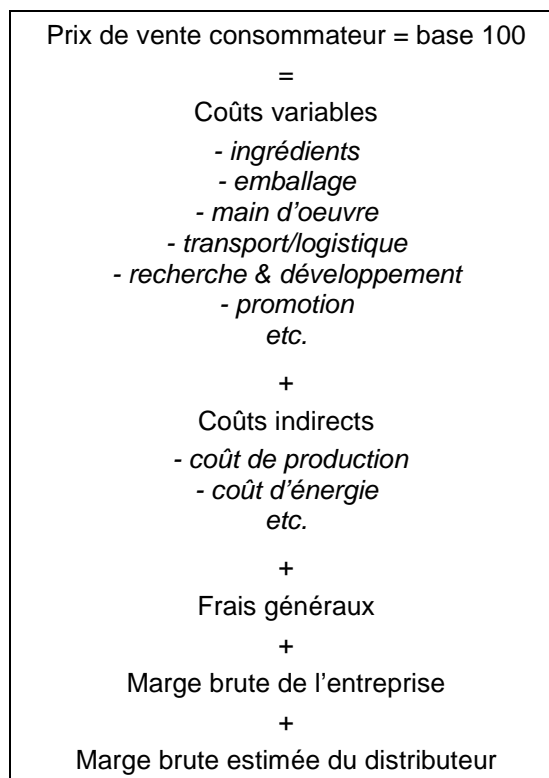 Prix de vente consommateur = base 100
=
Coûts variables
- ingrédients
- emballage
- main d'oeuvre
- transport/logistique
- recherche & développement
- promotion
etc.
+
Coûts indirects
- coût de production
- coût d'énergie
etc.
+
Frais généraux
+
Marge brute de l'entreprise
+
Marge brute estimée du distributeur